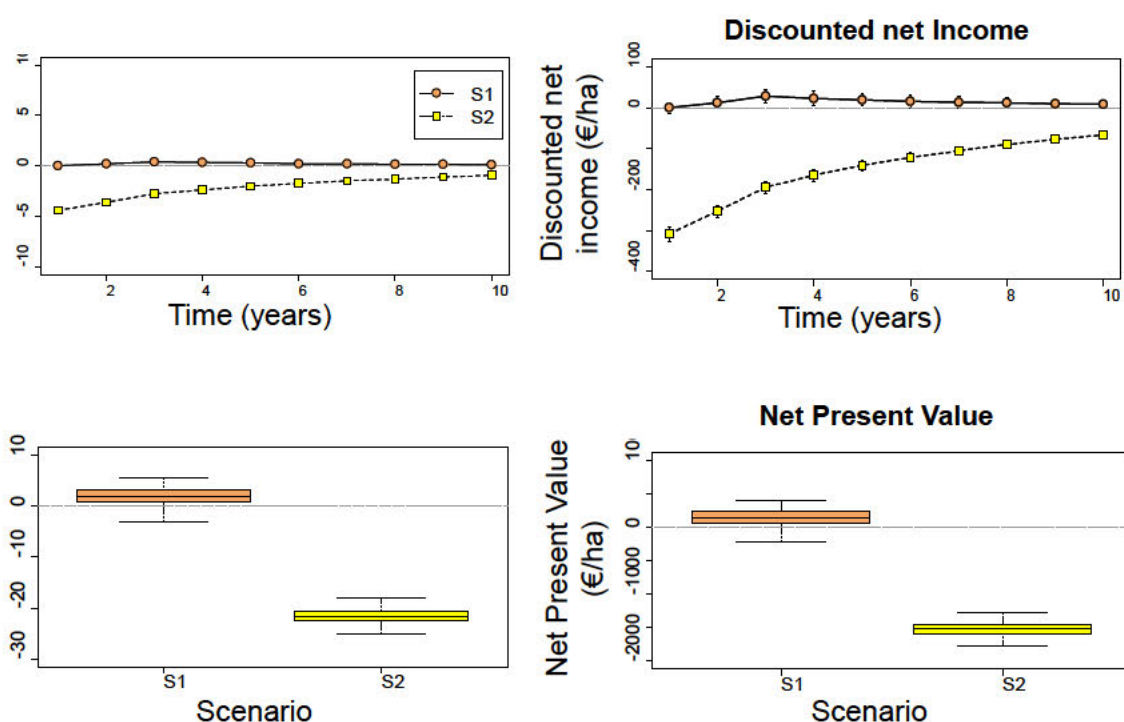 Discounted net Income
10
5
0
-5
-10
S1
S2
2
4
6
8
10
Time (years)
Discounted net
income (€/ha)
100
0
-200
-400
2
4
6
8
10
Time (years)
10
0
-10
-20
-30
S1
S2
Scenario
Net Present Value
Net Present Value
(€/ha)
0
-1000
-2000
S1
S2
Scenario